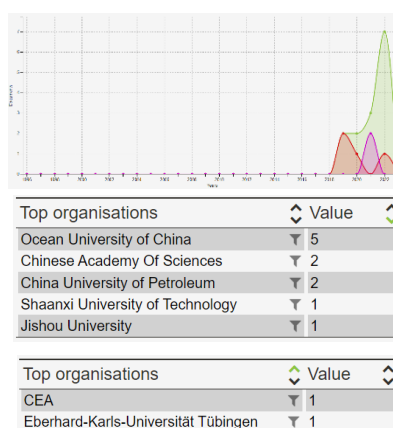 Years
Top organisations Value
Ocean University of China 5
Chinese Academy Of Sciences 2
China University of Petroleum 2
Shaanxi University of Technology 1
Jishou University 1
Top organisations Value
CEA 1
Eberhard-Karls-Universität Tübingen 1